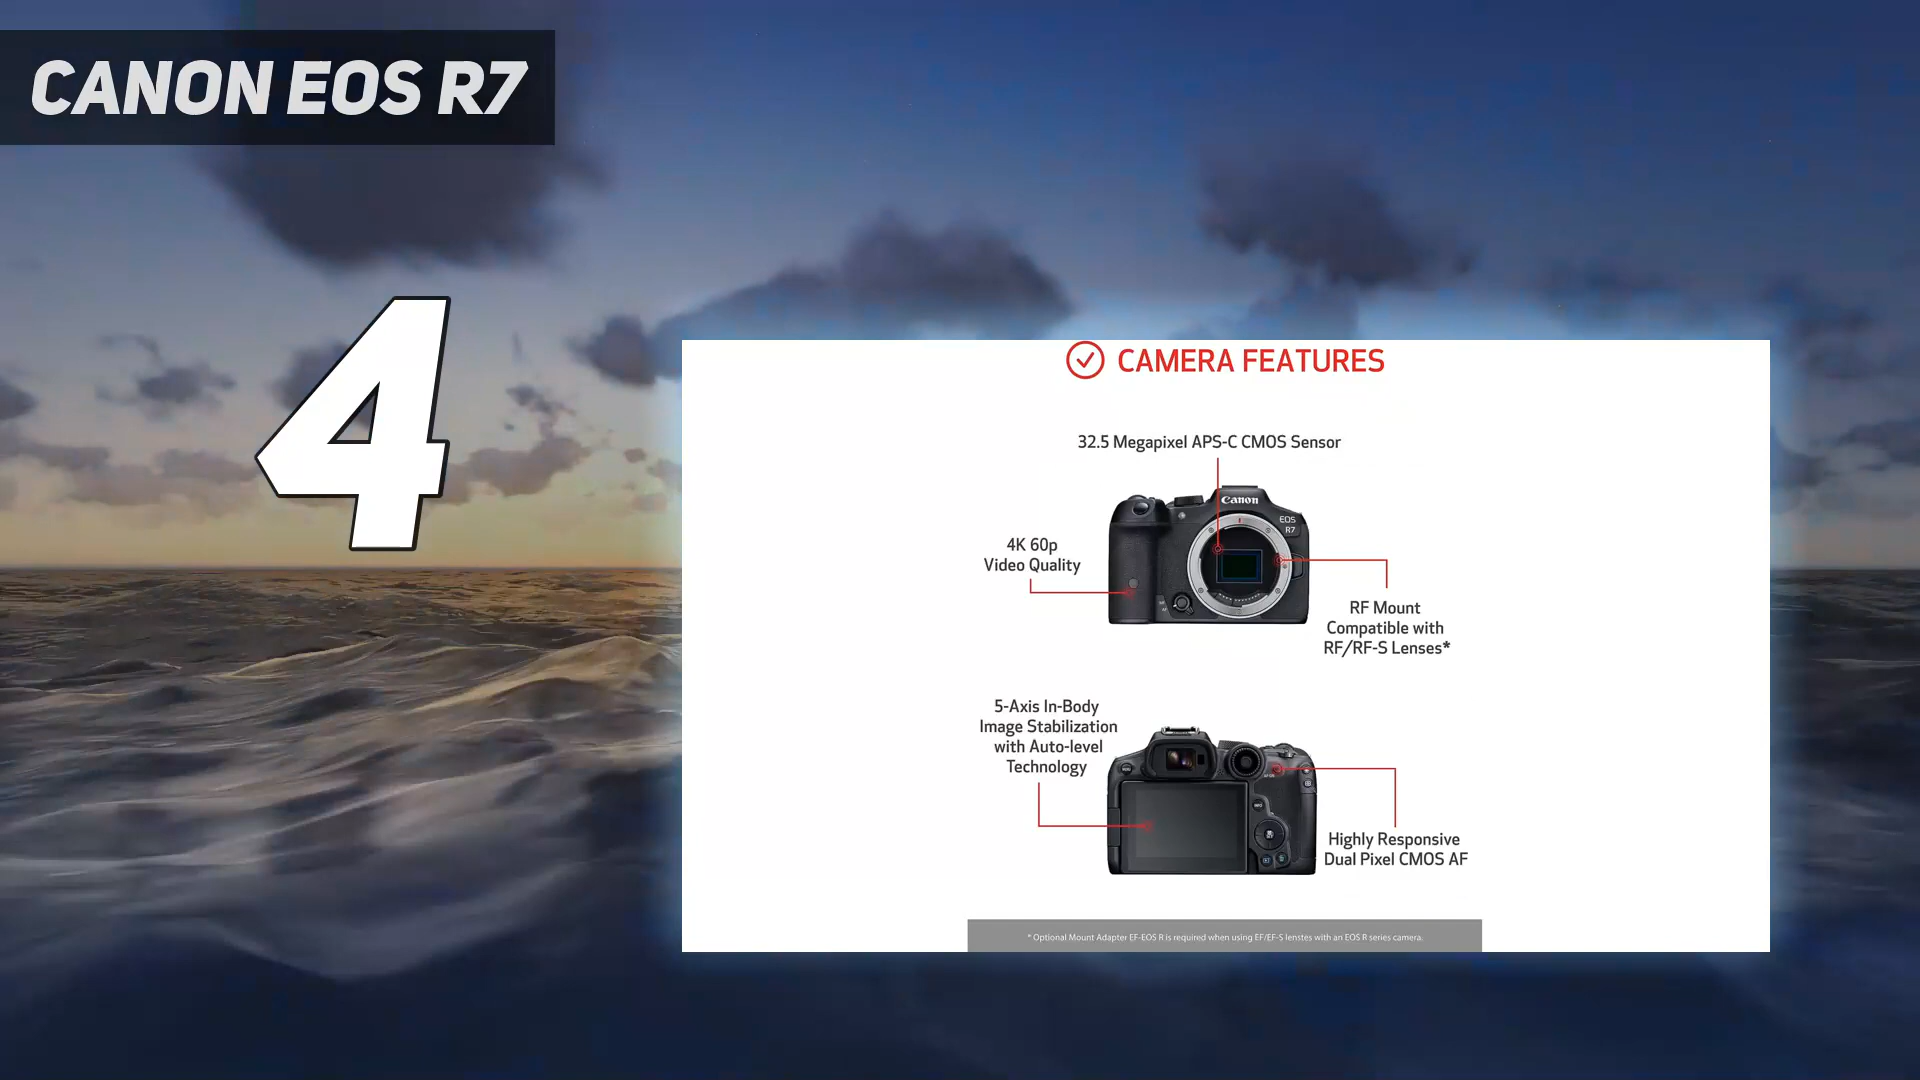 CANON EOS R7
4
CAMERA FEATURES
32.5 Megapixel APS-C CMOS Sensor
Canon
EOS
R7
4K 60p
Video Quality
RF Mount
Compatible with
RF/RF-S Lenses*
5-Axis In-Body
Image Stabilization
with Auto-level
Technology
Highly Responsive
Dual Pixel CMOS AF
* Optional Mount Adapter EF-EOS R is required when using EF/EF-S lenstes with an EOS R series camera.